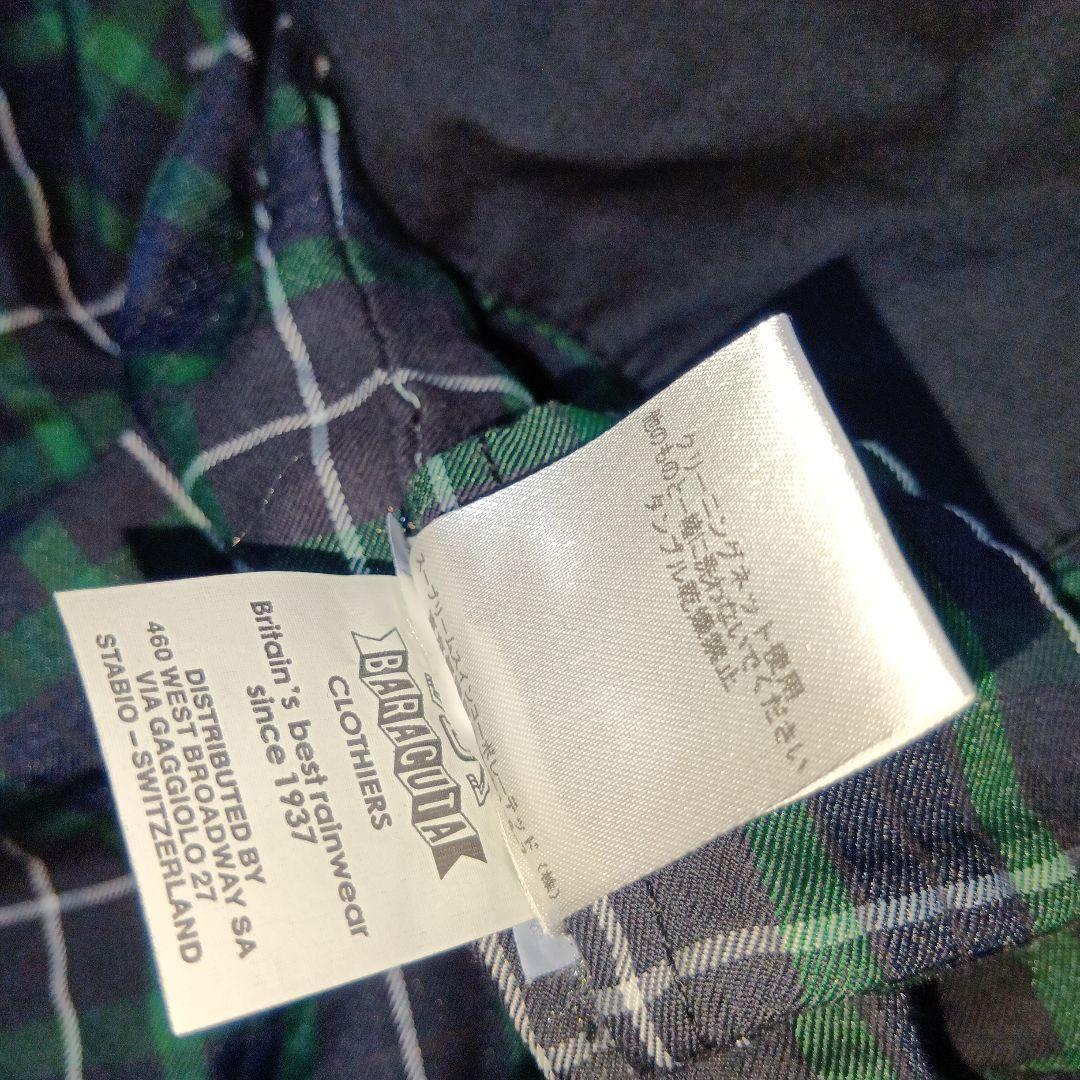 BARACUTA
CLOTHIERS
Britain's best rainwear
since 1937
DISTRIBUTED BY
460 WEST BROADWAY SA
VIA GAGGIOLO 27
STABIO – SWITZERLAND
クリーニングネット使用
他のものと一緒に洗わないでください
タンブル乾燥禁止